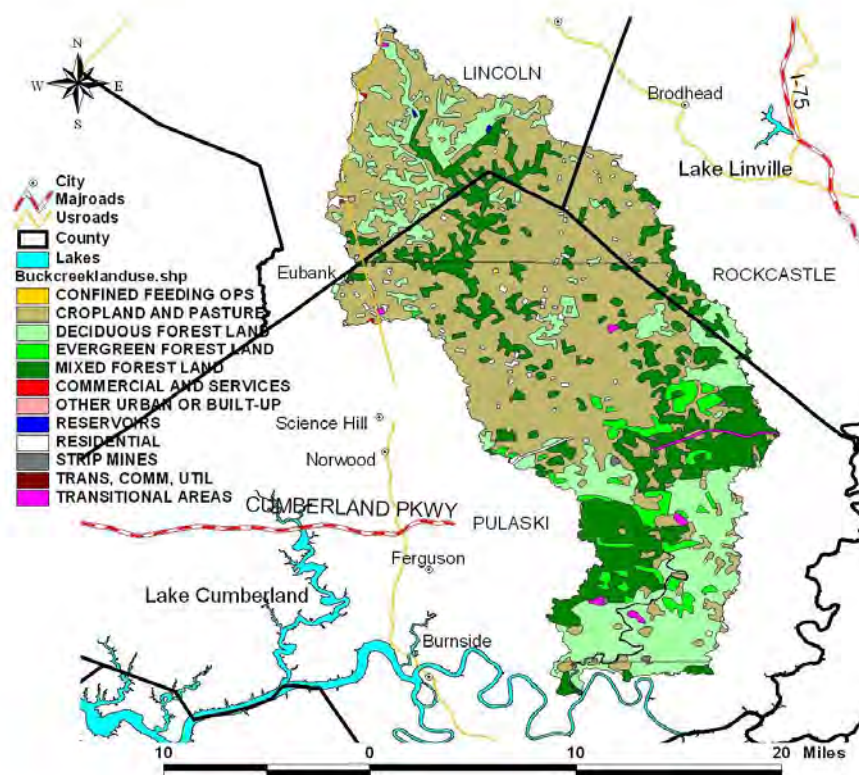 N
W E
S
LINCOLN
Brodhead
I-75
Lake Linville
City
Majroads
Usroads
County
Lakes
Buckcreeklanduse.shp
CONFINED FEEDING OPS
CROPLAND AND PASTURE
DECIDUOUS FOREST LAND
EVERGREEN FOREST LAND
MIXED FOREST LAND
COMMERCIAL AND SERVICES
OTHER URBAN OR BUILT-UP
RESERVOIRS
RESIDENTIAL
STRIP MINES
TRANS, COMM, UTIL
TRANSITIONAL AREAS
Eubank
ROCKCASTLE
Science Hill
Norwood
CUMBERLAND PKWY
PULASKI
Ferguson
Lake Cumberland
Burnside
10 0 10 20 Miles